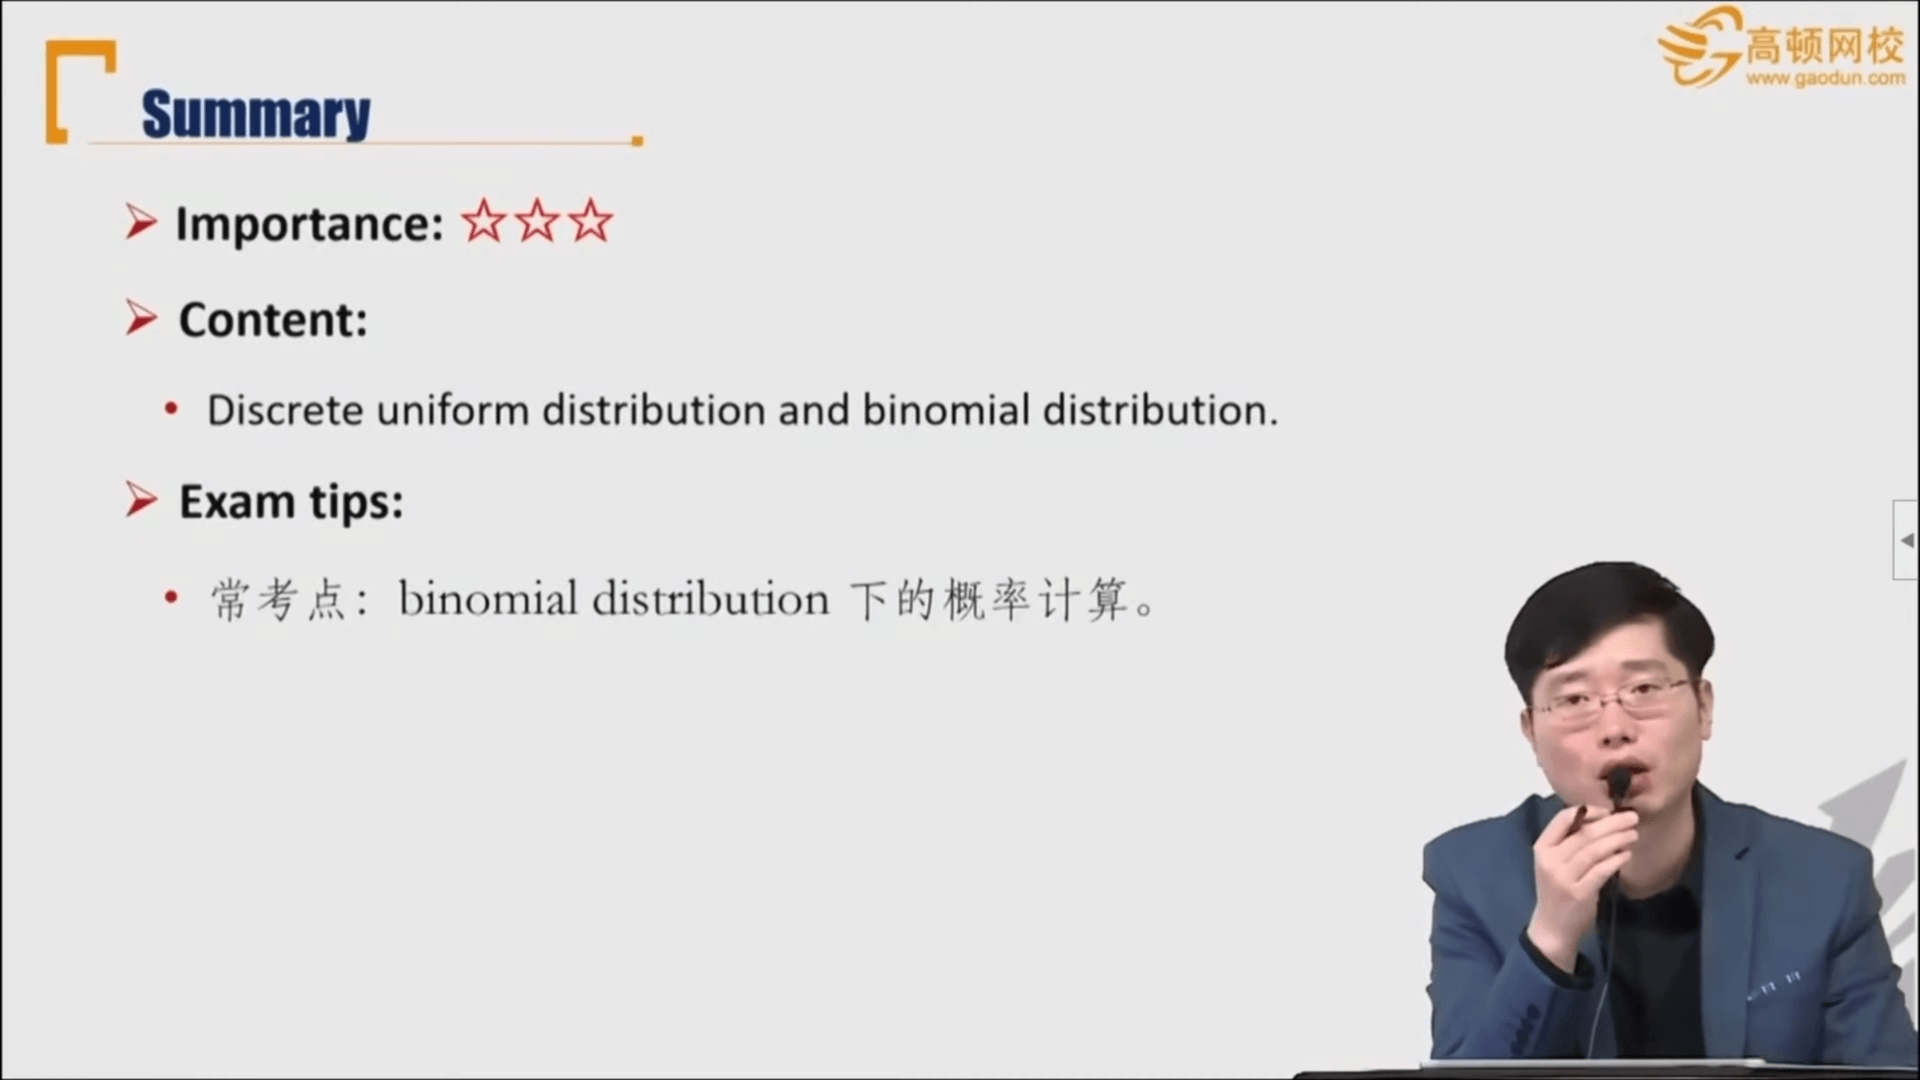 高顿网校
www.gaodun.com
Summary
Importance: ☆☆☆
Content:
Discrete uniform distribution and binomial distribution.
Exam tips:
常考点：binomial distribution 下的概率计算。